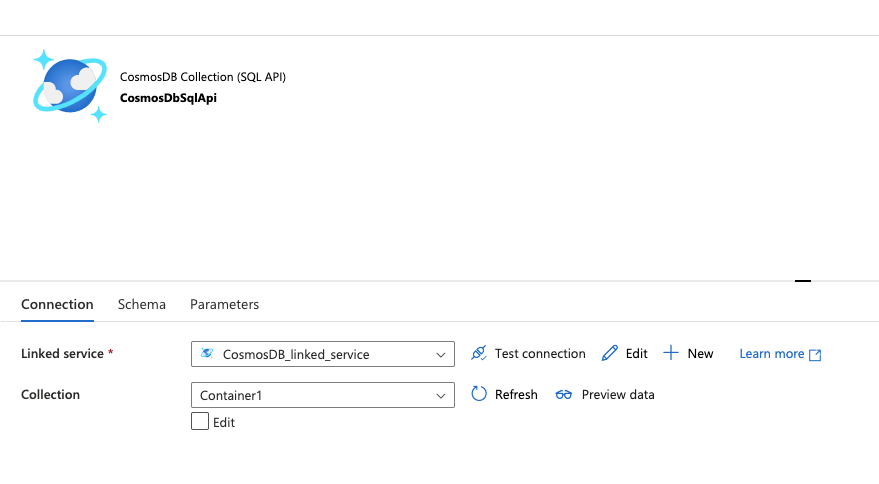 CosmosDB Collection (SQL API)
CosmosDbSqlApi
Connection Schema Parameters
Linked service * CosmosDB_linked_service Test connection Edit New Learn more
Collection Container1 Refresh Preview data
Edit